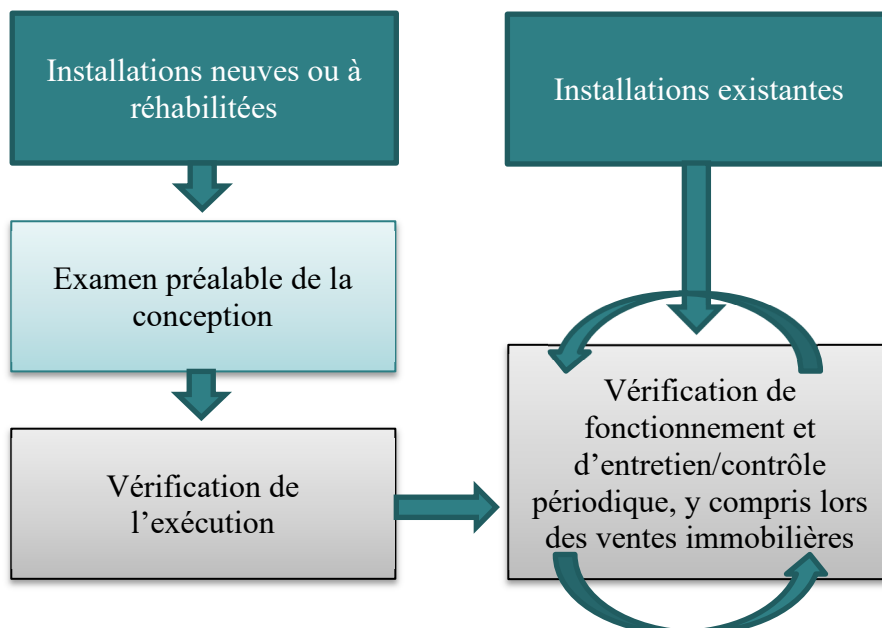 Installations neuves ou à
réhabilitées
Installations existantes
Examen préalable de la
conception
Vérification de
l'exécution
Vérification de
fonctionnement et
d'entretien/contrôle
périodique, y compris lors
des ventes immobilières